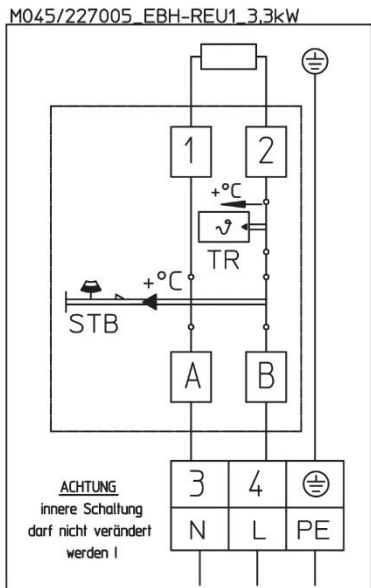 M045/227005_EBH-REU1_3,3kW
1 2
+°C
ϑ
TR
+°C
STB
A B
ACHTUNG
innere Schaltung
darf nicht verändert
werden !
3 4
N L PE